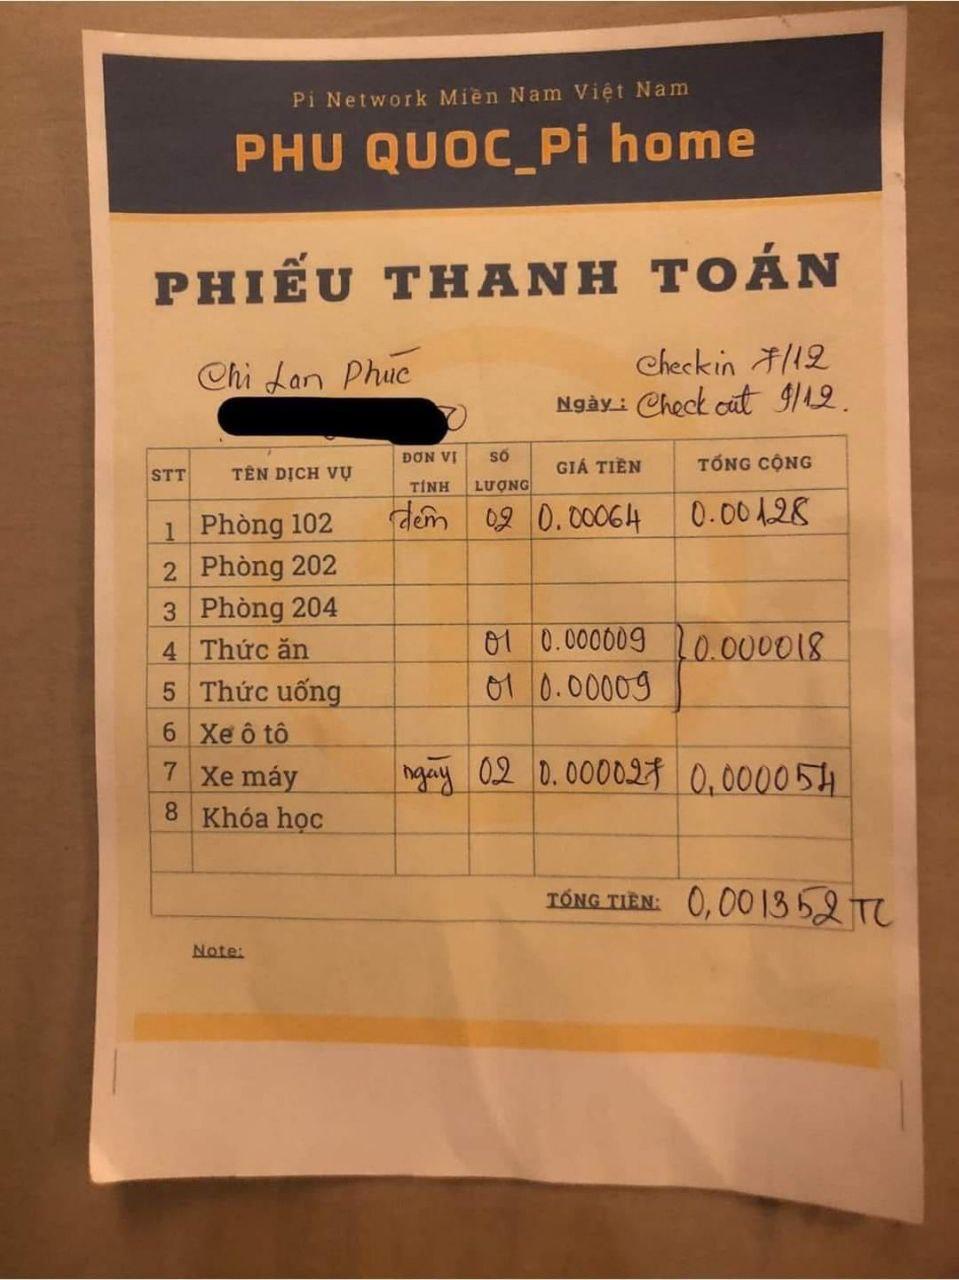 Pi Network Miền Nam Việt Nam
PHU QUOC_Pi home
PHIẾU THANH TOÁN
Chi Lan Phúc
Checkin 7/12
Ngày: Check out 9/12.
STT TÊN DỊCH VỤ ĐƠN VỊ TÍNH SỐ LƯỢNG GIÁ TIỀN TỔNG CỘNG
1 Phòng 102 đêm 02 0.00064 0.00128
2 Phòng 202
3 Phòng 204
4 Thức ăn 01 0.000009 } 0.000018
5 Thức uống 01 0.00009
6 Xe ô tô
7 Xe máy ngày 02 0.000027 0,000054
8 Khóa học
TỔNG TIỀN: 0,001352 π
Note: